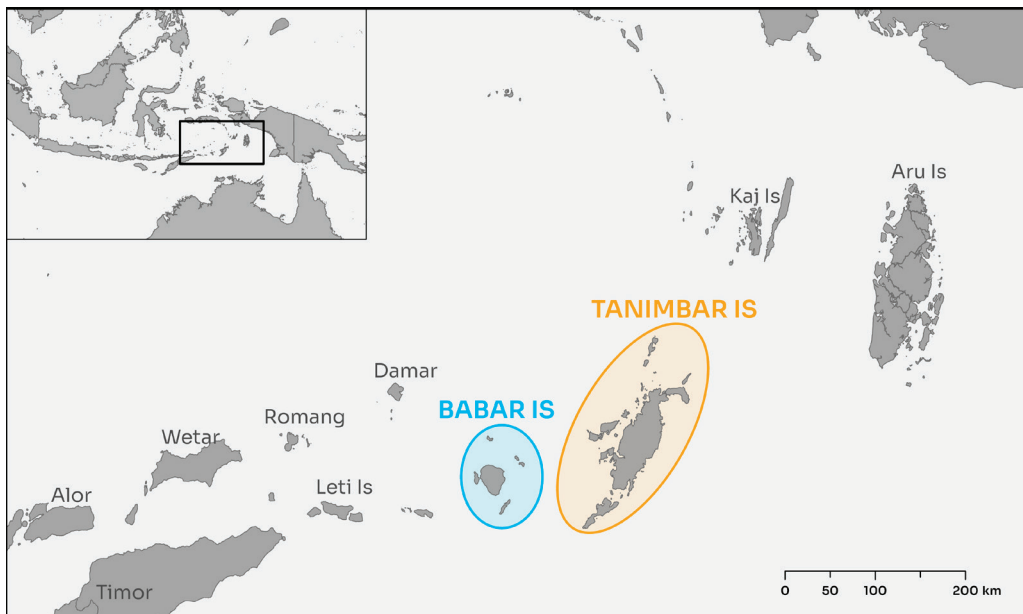 Aru Is
Kaj Is
TANIMBAR IS
Damar
BABAR IS
Romang
Wetar
Leti Is
Alor
Timor
0 50 100 200 km